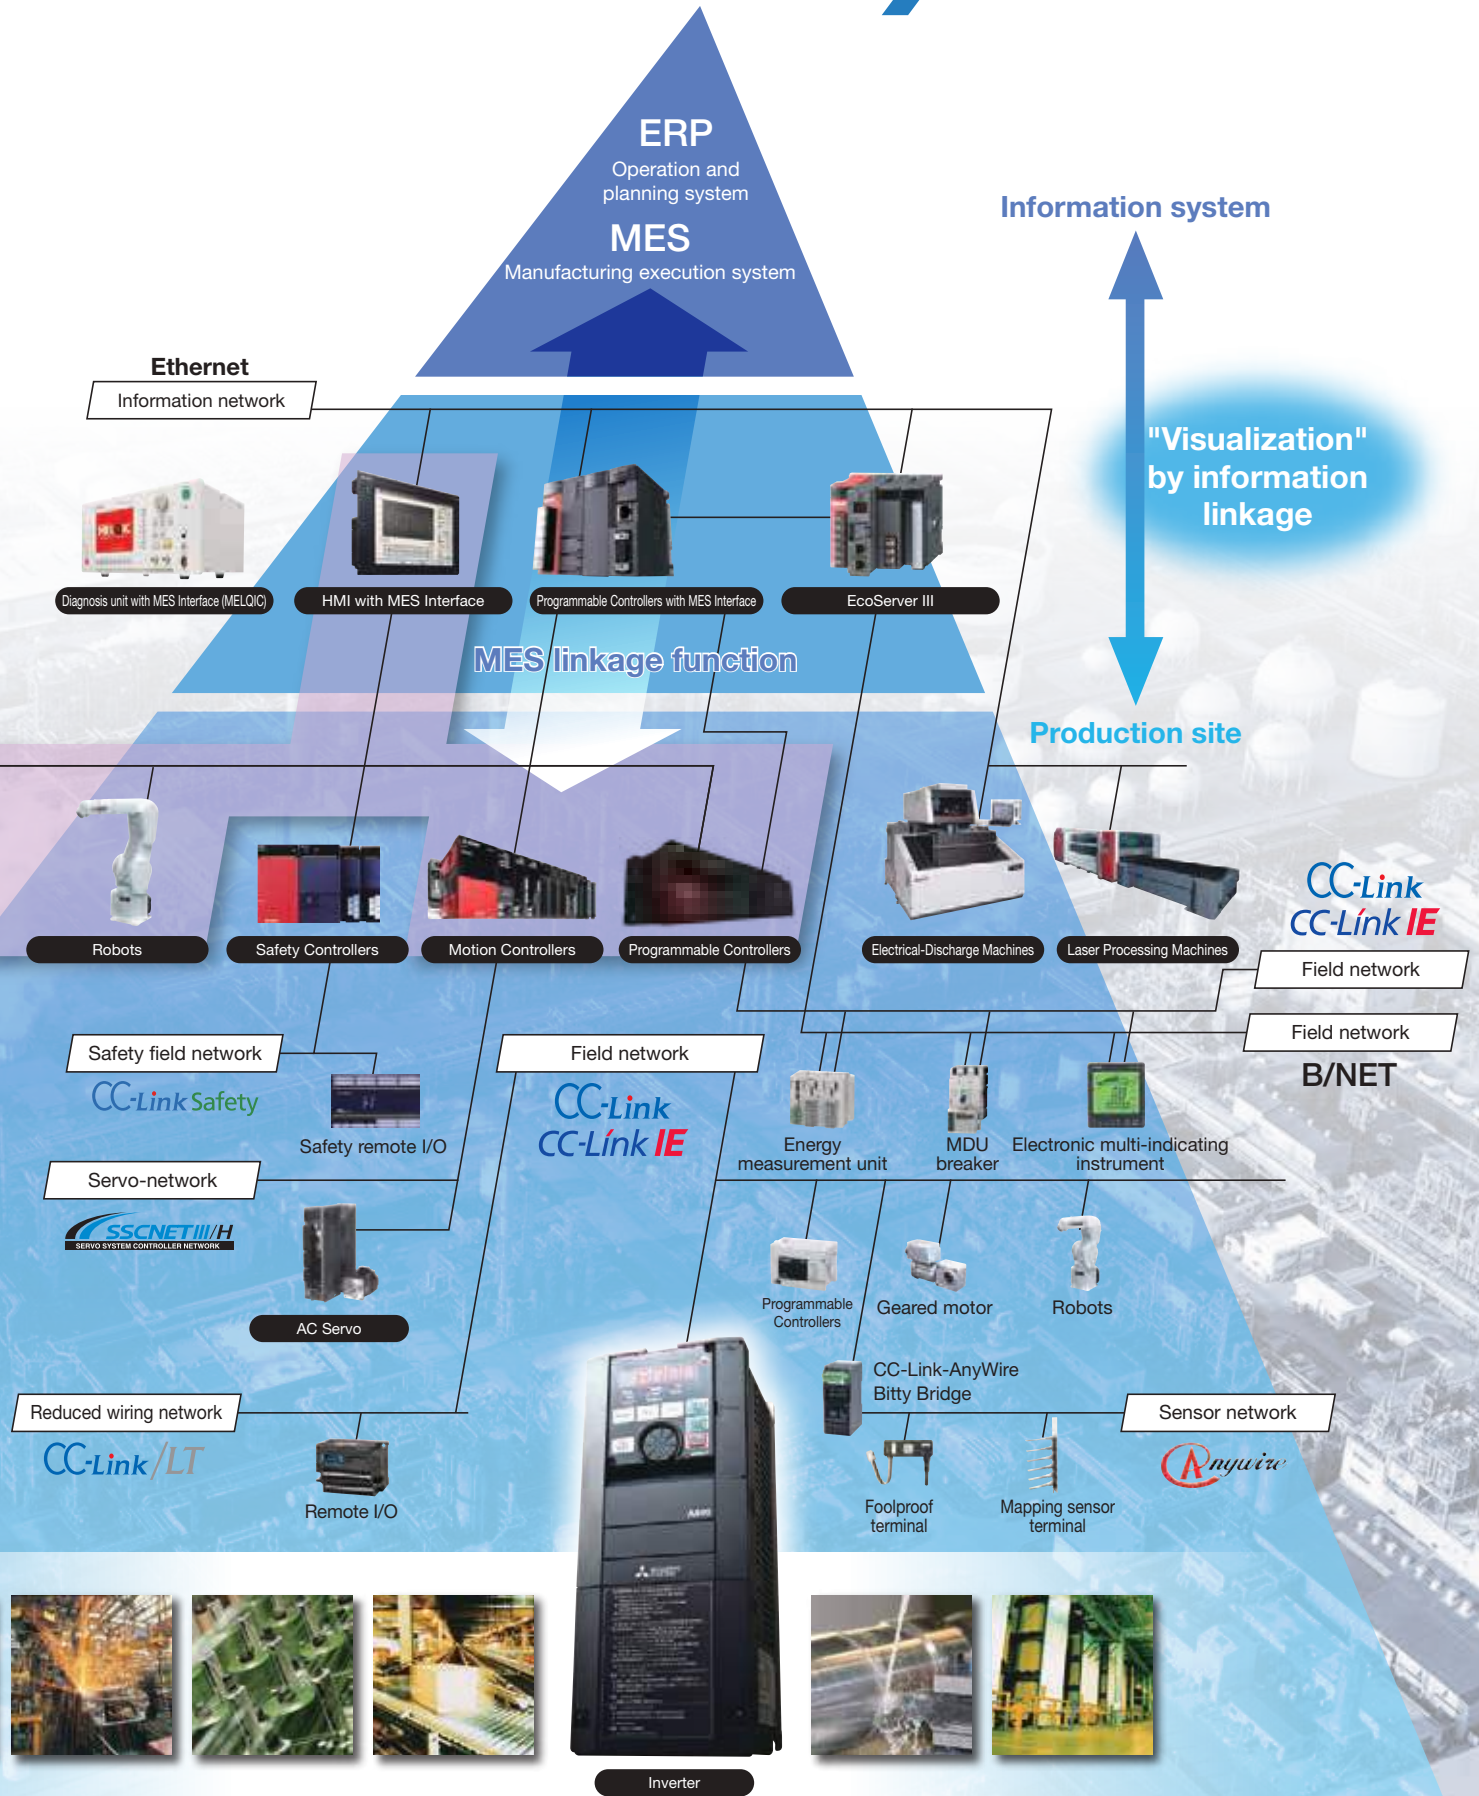 ERP
Operation and
planning system
MES
Manufacturing execution system
Information system
"Visualization"
by information
linkage
Production site
Ethernet
Information network
Diagnosis unit with MES Interface (MELQIC)
HMI with MES Interface
Programmable Controllers with MES Interface
EcoServer III
MES linkage function
Robots
Safety Controllers
Motion Controllers
Programmable Controllers
Electrical-Discharge Machines
Laser Processing Machines
CC-Link
CC-Link IE
Field network
Field network
B/NET
Safety field network
CC-Link Safety
Safety remote I/O
Field network
CC-Link
CC-Link IE
Energy
measurement unit
MDU
breaker
Electronic multi-indicating
instrument
Servo-network
SSCNETIII/H
SERVO SYSTEM CONTROLLER NETWORK
AC Servo
Programmable
Controllers
Geared motor
Robots
CC-Link-AnyWire
Bitty Bridge
Reduced wiring network
CC-Link/LT
Remote I/O
Sensor network
Anywire
Foolproof
terminal
Mapping sensor
terminal
Inverter